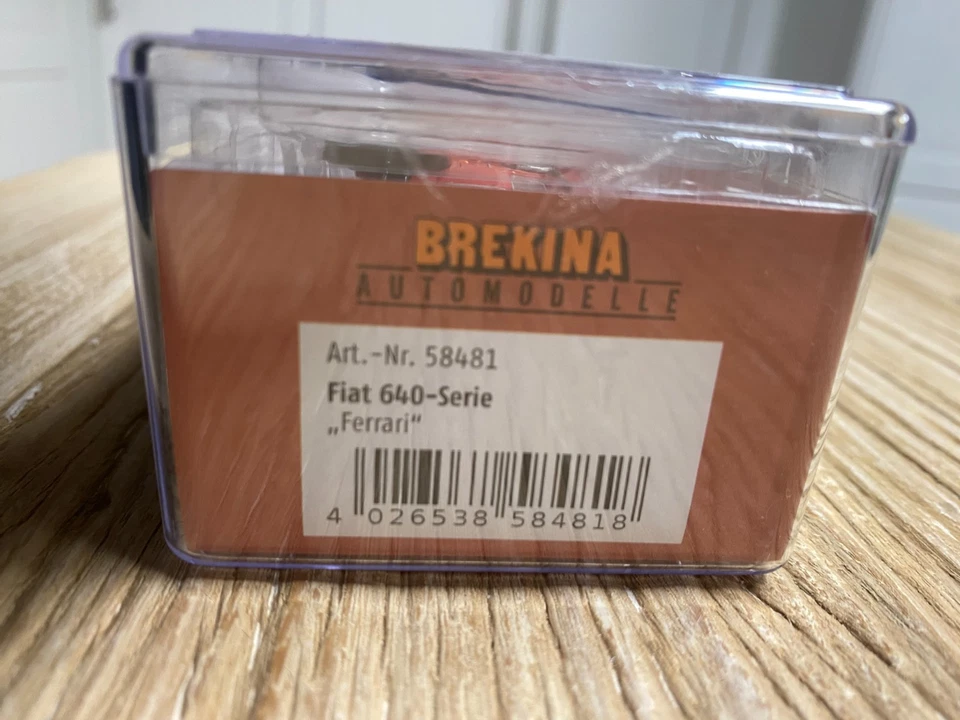 BREKINA
AUTOMODELLE
Art.-Nr. 58481
Fiat 640-Serie
„Ferrari“
4 026538 584818